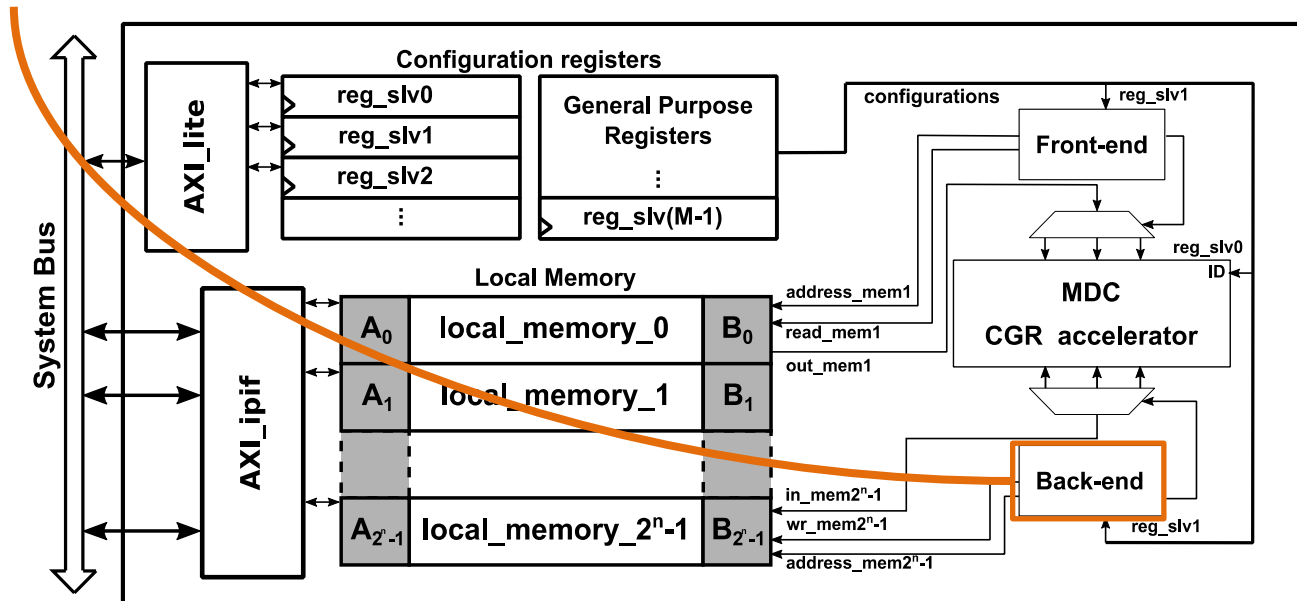 Configuration registers
System Bus
AXI_lite
reg_slv0
reg_slv1
reg_slv2
...
General Purpose
Registers
...
reg_slv(M-1)
configurations
reg_slv1
Front-end
reg_slv0
ID
MDC
CGR accelerator
Local Memory
AXI_ipif
A0
local_memory_0
B0
A1
local_memory_1
B1
A2ⁿ-1
local_memory_2ⁿ-1
B2ⁿ-1
address_mem1
read_mem1
out_mem1
in_mem2ⁿ-1
wr_mem2ⁿ-1
address_mem2ⁿ-1
Back-end
reg_slv1